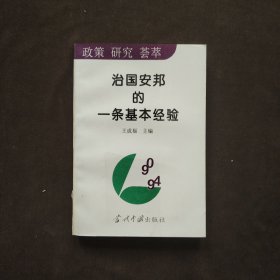 政策 研究 荟萃
治国安邦
的
一条基本经验
王成福 主编
90
94
当代中国出版社